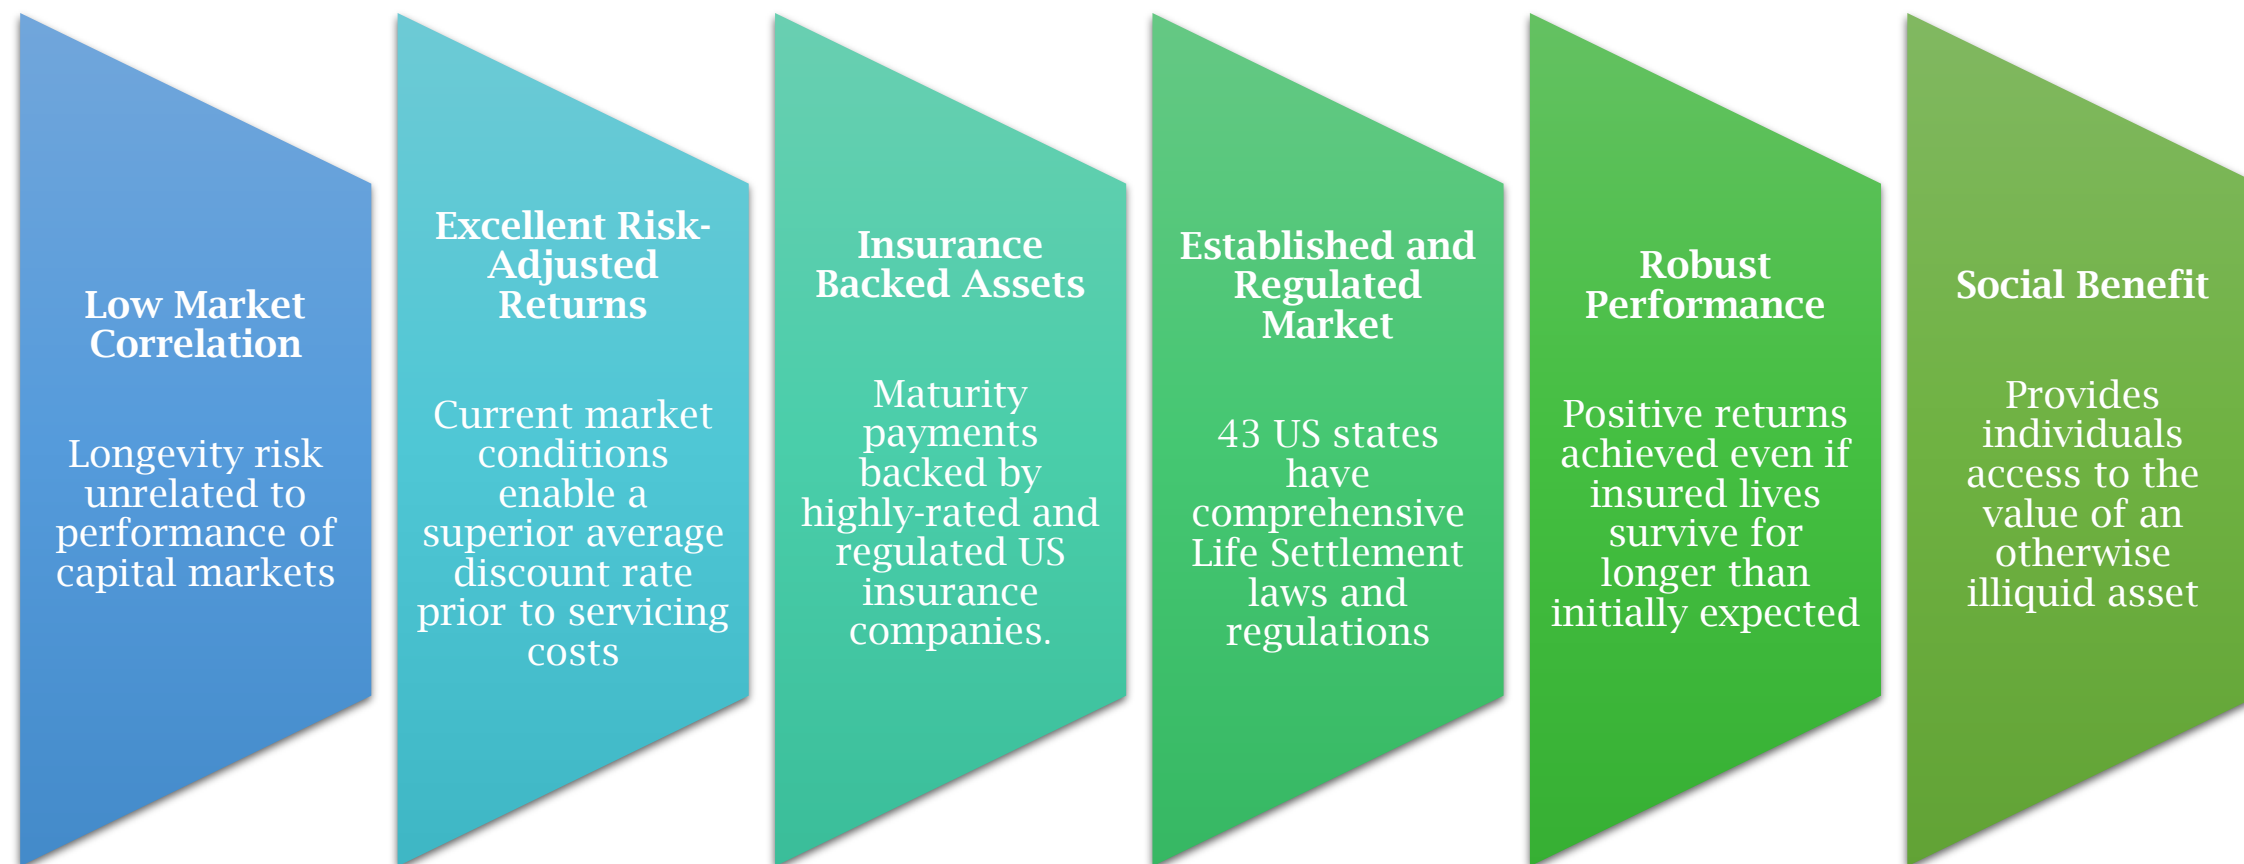 Low Market
Correlation
Longevity risk
unrelated to
performance of
capital markets
Excellent Risk-
Adjusted
Returns
Current market
conditions
enable a
superior average
discount rate
prior to servicing
costs
Insurance
Backed Assets
Maturity
payments
backed by
highly-rated and
regulated US
insurance
companies.
Established and
Regulated
Market
43 US states
have
comprehensive
Life Settlement
laws and
regulations
Robust
Performance
Positive returns
achieved even if
insured lives
survive for
longer than
initially expected
Social Benefit
Provides
individuals
access to the
value of an
otherwise
illiquid asset